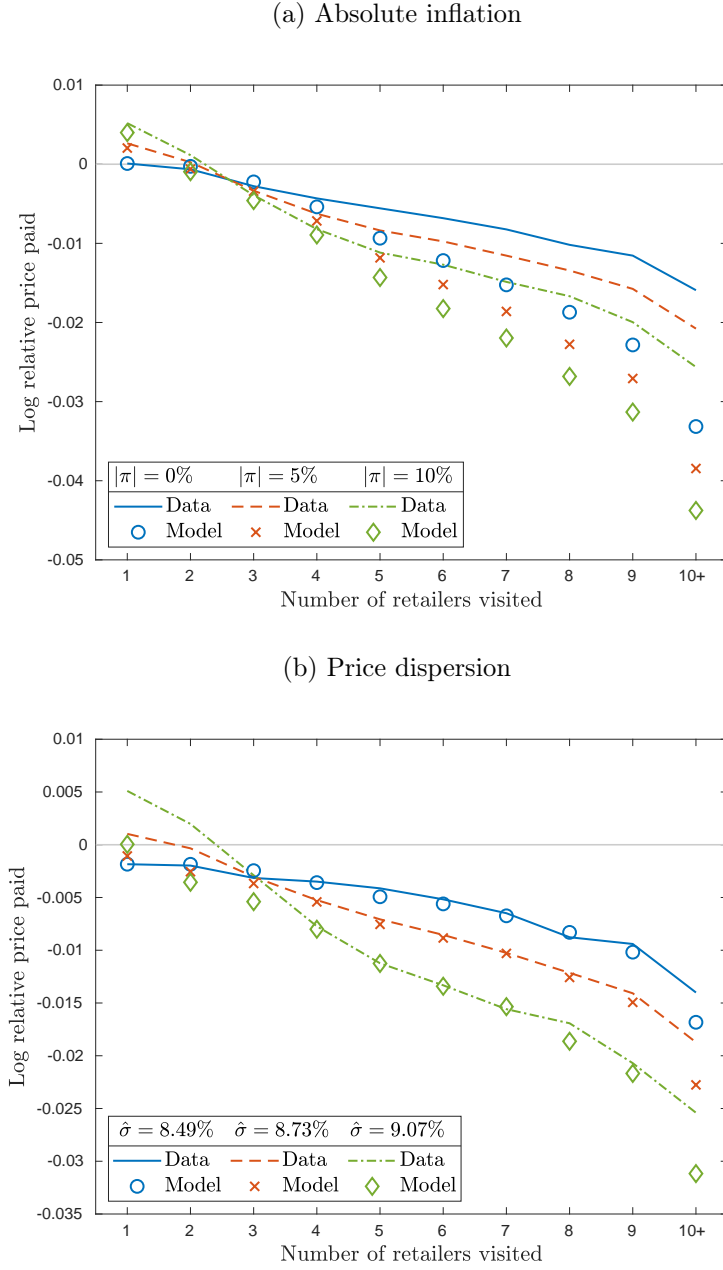 (a) Absolute inflation
0.01
0
-0.01
-0.02
-0.03
-0.04
-0.05
Log relative price paid
|π| = 0% |π| = 5% |π| = 10%
Data Data Data
Model Model Model
1 2 3 4 5 6 7 8 9 10+
Number of retailers visited
(b) Price dispersion
0.01
0.005
0
-0.005
-0.01
-0.015
-0.02
-0.025
-0.03
-0.035
Log relative price paid
σ̂ = 8.49% σ̂ = 8.73% σ̂ = 9.07%
Data Data Data
Model Model Model
1 2 3 4 5 6 7 8 9 10+
Number of retailers visited